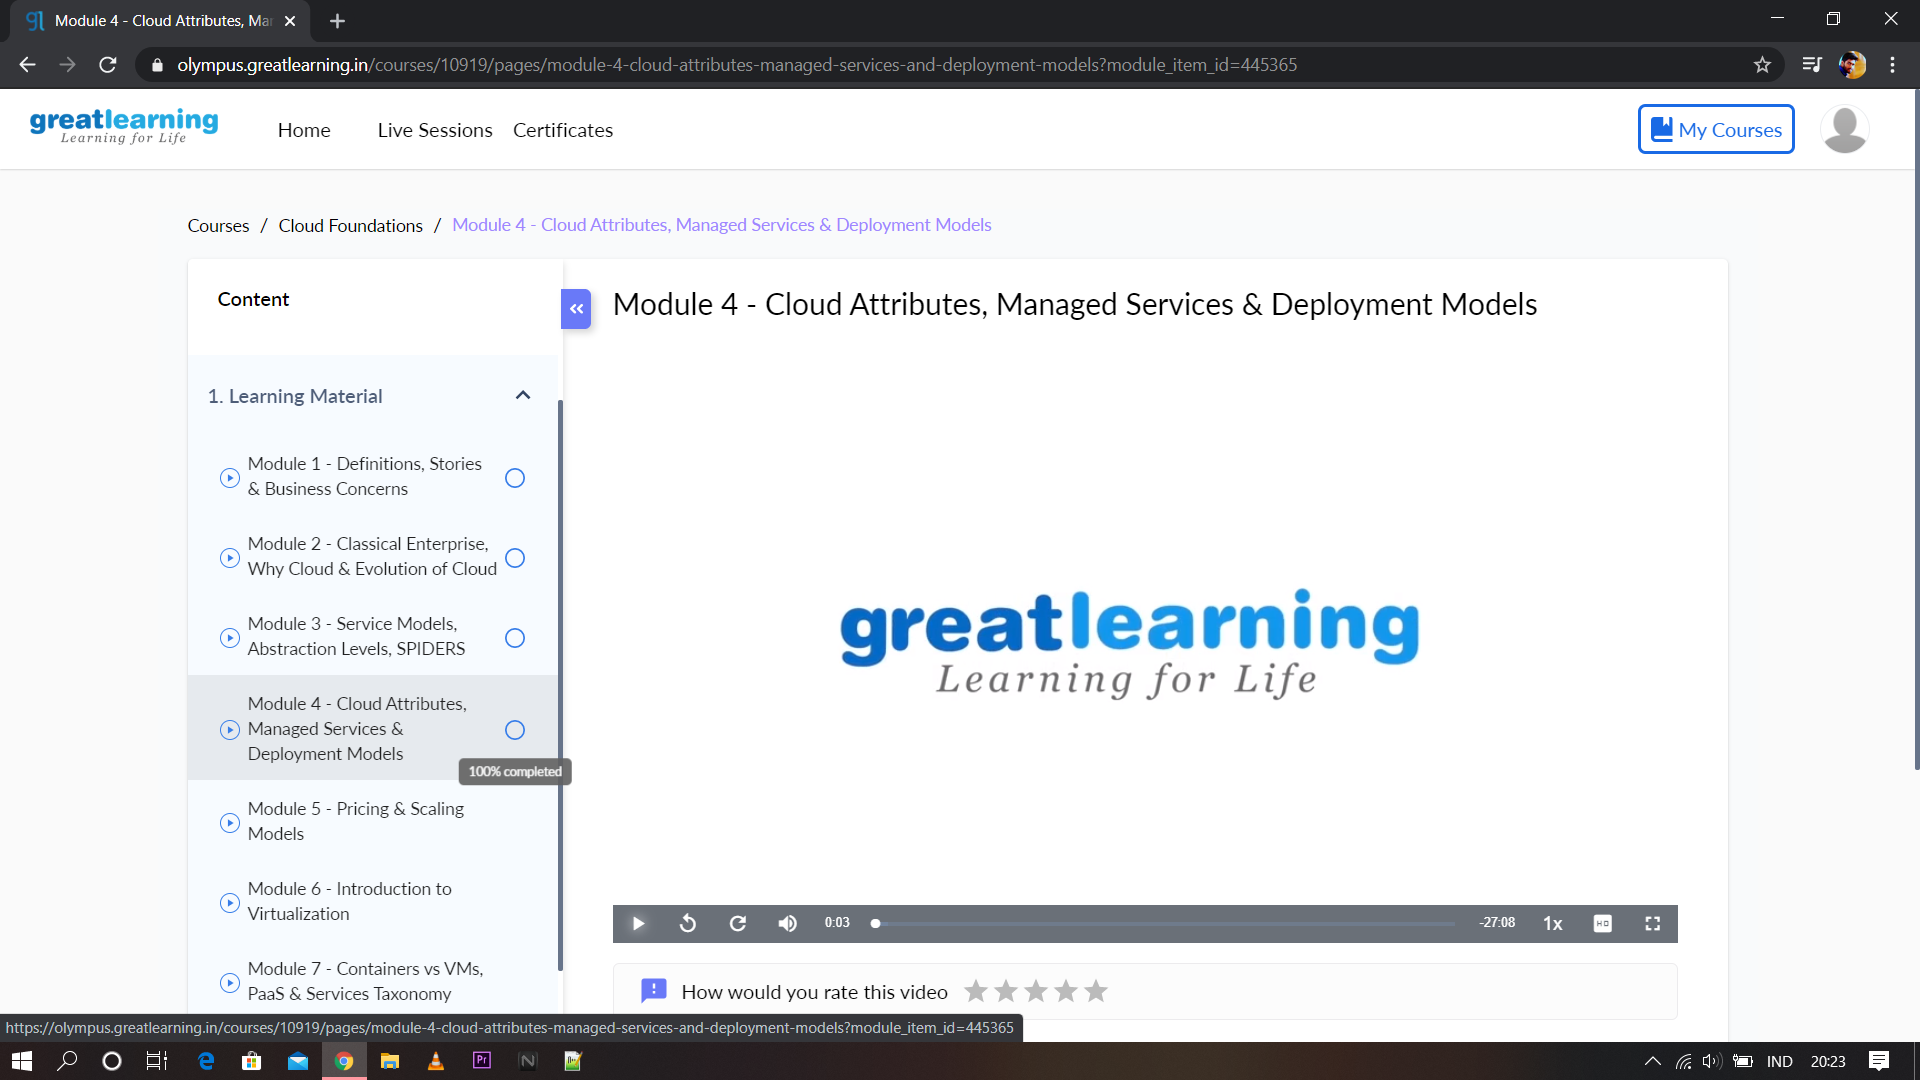 Module 4 - Cloud Attributes, Mar
olympus.greatlearning.in/courses/10919/pages/module-4-cloud-attributes-managed-services-and-deployment-models?module_item_id=445365
greatlearning
Learning for Life
Home
Live Sessions
Certificates
My Courses
Courses / Cloud Foundations / Module 4 - Cloud Attributes, Managed Services & Deployment Models
Content
1. Learning Material
Module 1 - Definitions, Stories
& Business Concerns
Module 2 - Classical Enterprise,
Why Cloud & Evolution of Cloud
Module 3 - Service Models,
Abstraction Levels, SPIDERS
Module 4 - Cloud Attributes,
Managed Services &
Deployment Models
100% completed
Module 5 - Pricing & Scaling
Models
Module 6 - Introduction to
Virtualization
Module 7 - Containers vs VMs,
PaaS & Services Taxonomy
Module 4 - Cloud Attributes, Managed Services & Deployment Models
greatlearning
Learning for Life
0:03
-27:08
1x
HD
How would you rate this video
https://olympus.greatlearning.in/courses/10919/pages/module-4-cloud-attributes-managed-services-and-deployment-models?module_item_id=445365
Pr
N
IND
20:23